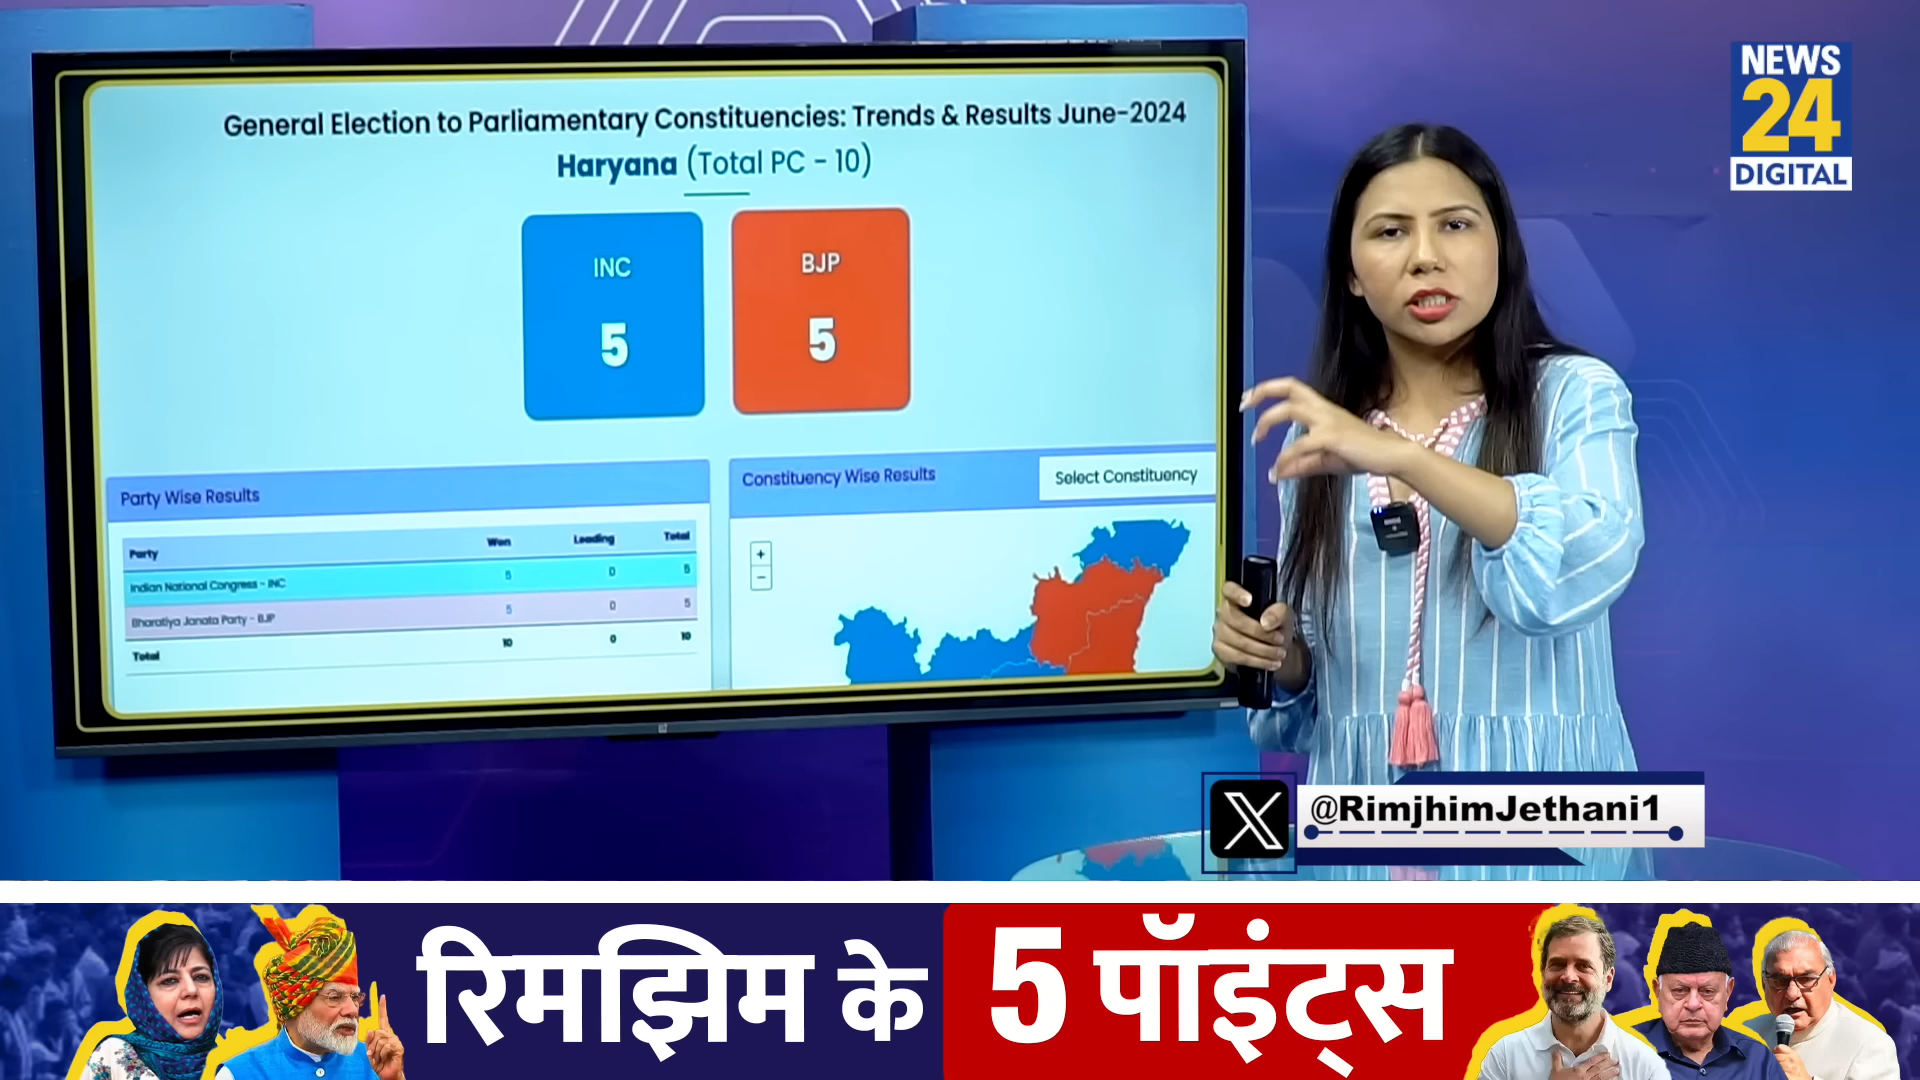 General Election to Parliamentary Constituencies: Trends & Results June-2024
Haryana (Total PC - 10)
INC
5
BJP
5
Party Wise Results
Party Won Leading Total
Indian National Congress - INC 5 0 5
Bharatiya Janata Party - BJP 5 0 5
Total 10 0 10
Constituency Wise Results
Select Constituency
+
−
NEWS
24
DIGITAL
@RimjhimJethani1
रिमझिम के 5 पॉइंट्स